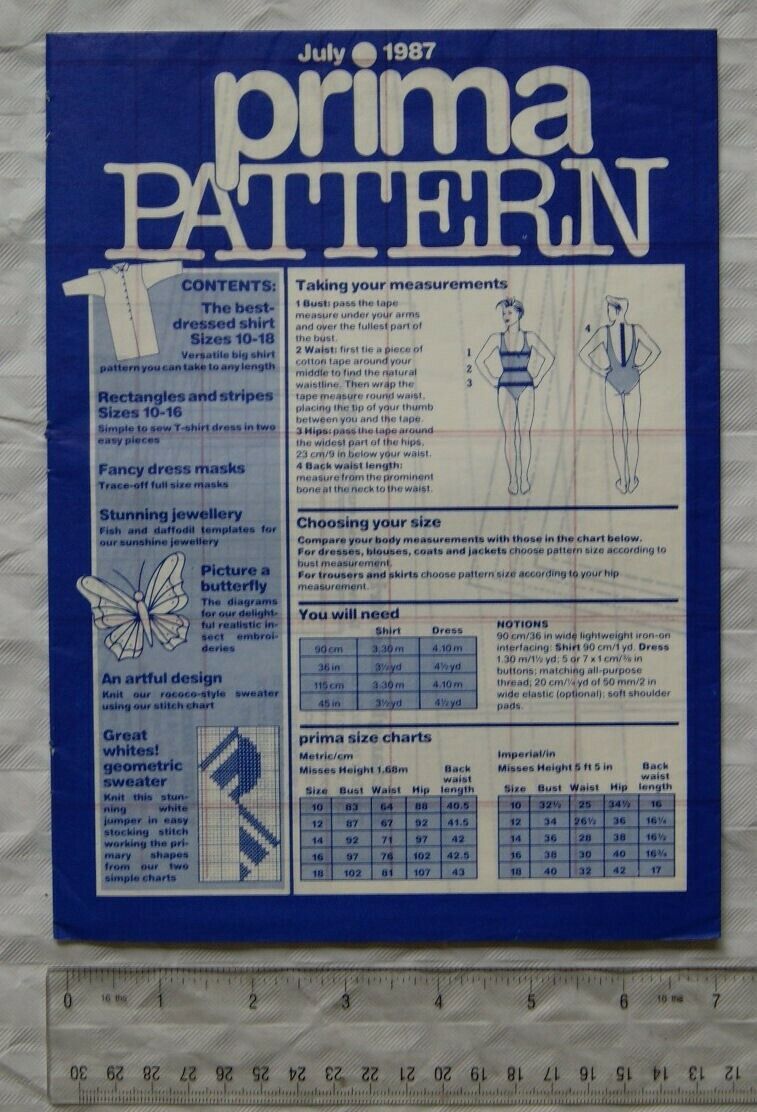 July 1987
prima
PATTERN
CONTENTS:
The best-
dressed shirt
Sizes 10-18
Versatile big shirt
pattern you can take to any length
Rectangles and stripes
Sizes 10-16
Simple to sew T-shirt dress in two
easy pieces
Fancy dress masks
Trace-off full size masks
Stunning jewellery
Fish and daffodil templates for
our sunshine jewellery
Picture a
butterfly
The diagrams
for our delight-
ful realistic in-
sect embroi-
deries
An artful design
Knit our rococo-style sweater
using our stitch chart
Great
whites!
geometric
sweater
Knit this stun-
ning white
jumper in easy
stocking stitch
working the pri-
mary shapes
from our two
simple charts
Taking your measurements
1 Bust: pass the tape
measure under your arms
and over the fullest part of
the bust.
2 Waist: first tie a piece of
cotton tape around your
middle to find the natural
waistline. Then wrap the
tape measure round waist,
placing the tip of your thumb
between you and the tape.
3 Hips: pass the tape around
the widest part of the hips,
23 cm/9 in below your waist.
4 Back waist length:
measure from the prominent
bone at the neck to the waist.
1
2
3
4
Choosing your size
Compare your body measurements with those in the chart below.
For dresses, blouses, coats and jackets choose pattern size according to
bust measurement.
For trousers and skirts choose pattern size according to your hip
measurement.
You will need
Shirt Dress
90 cm 3.30 m 4.10 m
36 in 3½ yd 4½ yd
115 cm 3.30 m 4.10 m
45 in 3½ yd 4½ yd
NOTIONS
90 cm/36 in wide lightweight iron-on
interfacing: Shirt 90 cm/1 yd. Dress
1.30 m/1½ yd; 5 or 7 x 1 cm/⅜ in
buttons; matching all-purpose
thread; 20 cm/¼ yd of 50 mm/2 in
wide elastic (optional); soft shoulder
pads.
prima size charts
Metric/cm
Misses Height 1.68m
Size Bust Waist Hip Back waist length
10 83 64 88 40.5
12 87 67 92 41.5
14 92 71 97 42
16 97 76 102 42.5
18 102 81 107 43
Imperial/in
Misses Height 5 ft 5 in
Size Bust Waist Hip Back waist length
10 32½ 25 34½ 16
12 34 26½ 36 16¼
14 36 28 38 16½
16 38 30 40 16¾
18 40 32 42 17
0 16 ths 1 2 3 4 5 6 16 ths 7
30 29 28 27 26 25 24 23 22 21 20 19 18 17 16 15 14 13 12